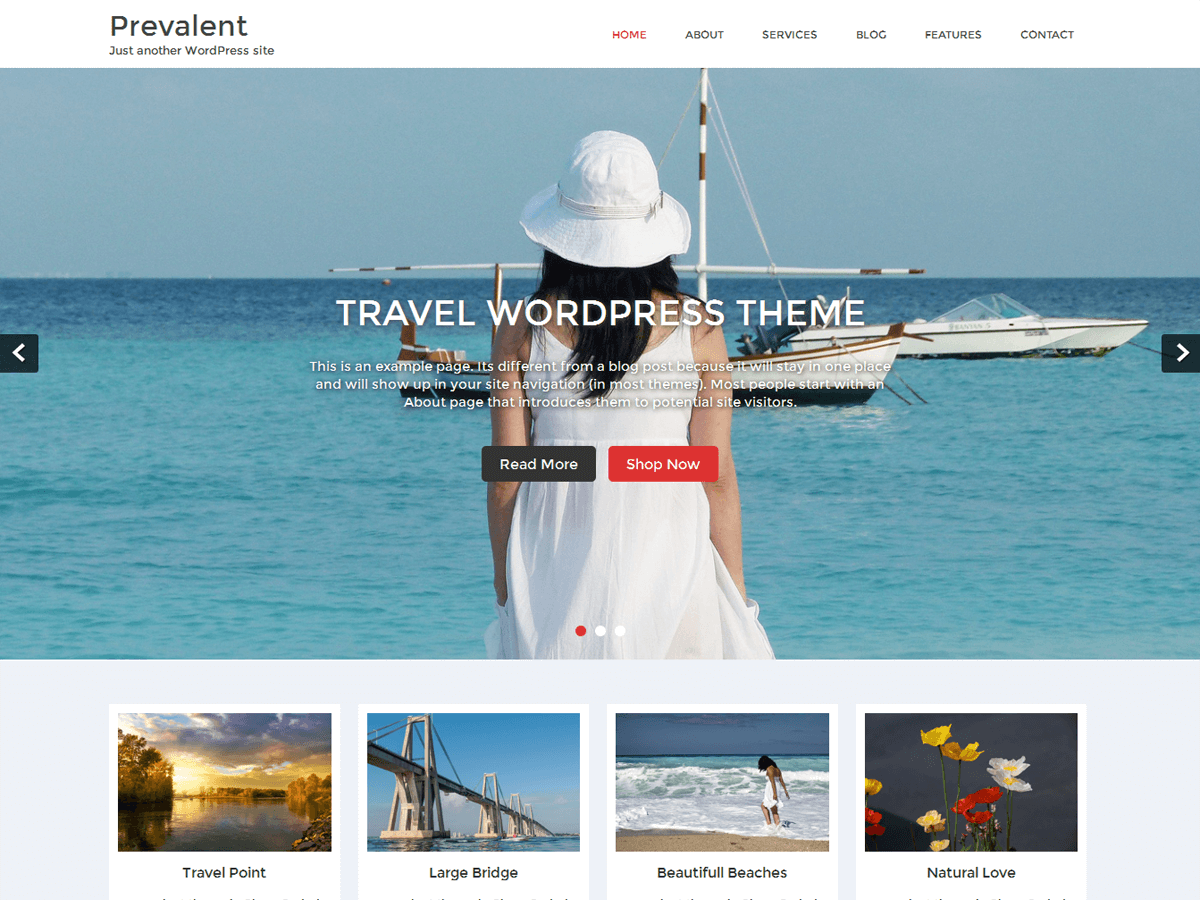 Prevalent
Just another WordPress site
HOME ABOUT SERVICES BLOG FEATURES CONTACT
TRAVEL WORDPRESS THEME
This is an example page. Its different from a blog post because it will stay in one place
and will show up in your site navigation (in most themes). Most people start with an
About page that introduces them to potential site visitors.
Read More Shop Now
Travel Point Large Bridge Beautifull Beaches Natural Love